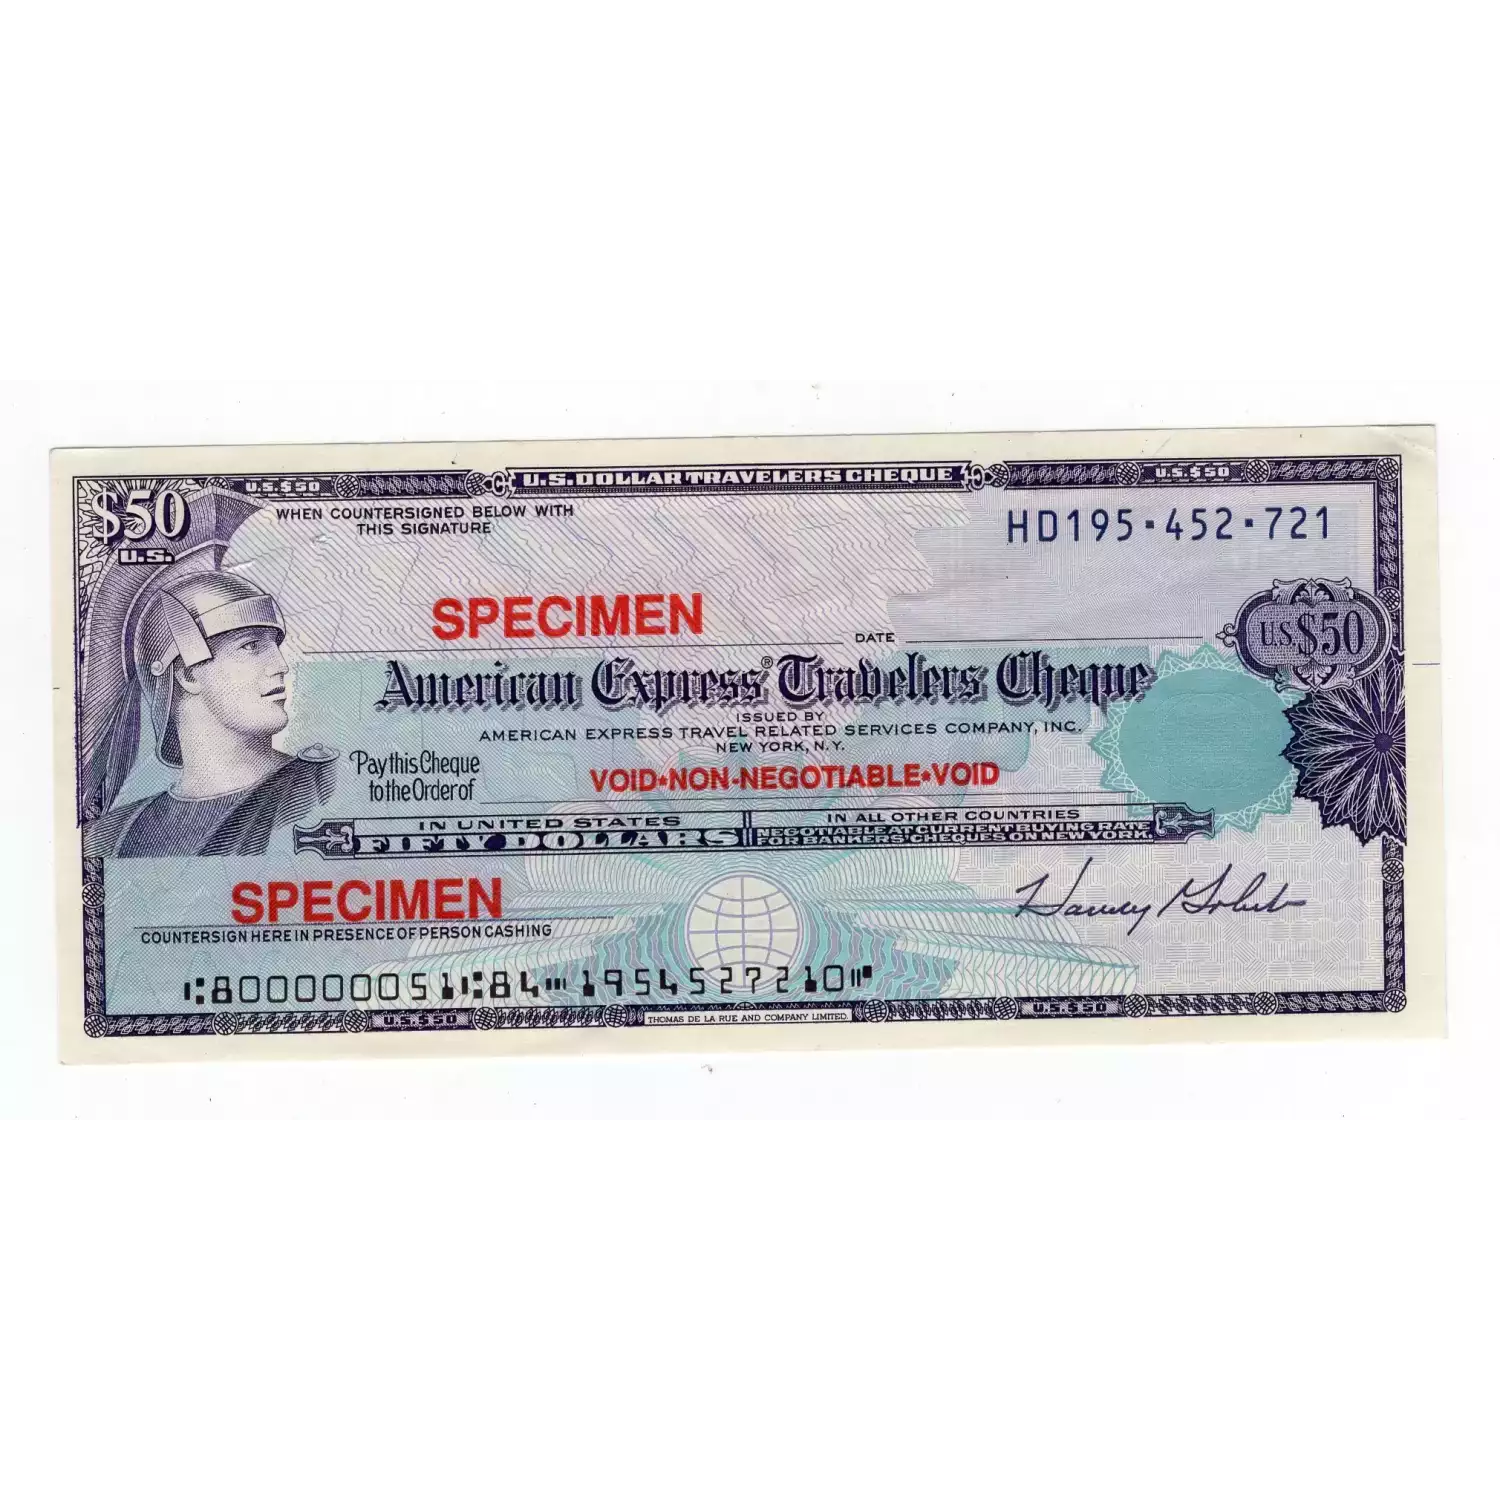 U.S. DOLLAR TRAVELERS CHEQUE
U.S.$50
U.S.$50
$50
U.S.
WHEN COUNTERSIGNED BELOW WITH
THIS SIGNATURE
HD195·452·721
SPECIMEN
DATE
U.S.$50
American Express® Travelers Cheque
ISSUED BY
AMERICAN EXPRESS TRAVEL RELATED SERVICES COMPANY, INC.
NEW YORK, N.Y.
Pay this Cheque
to the Order of
VOID*NON-NEGOTIABLE*VOID
IN UNITED STATES
FIFTY DOLLARS
IN ALL OTHER COUNTRIES
NEGOTIABLE AT CURRENT BUYING RATE
FOR BANKERS' CHEQUES ON NEW YORK.
SPECIMEN
COUNTERSIGN HERE IN PRESENCE OF PERSON CASHING
⑆800000051⑆84⑈1954527210⑈
U.S.$50
THOMAS DE LA RUE AND COMPANY LIMITED.
U.S.$50